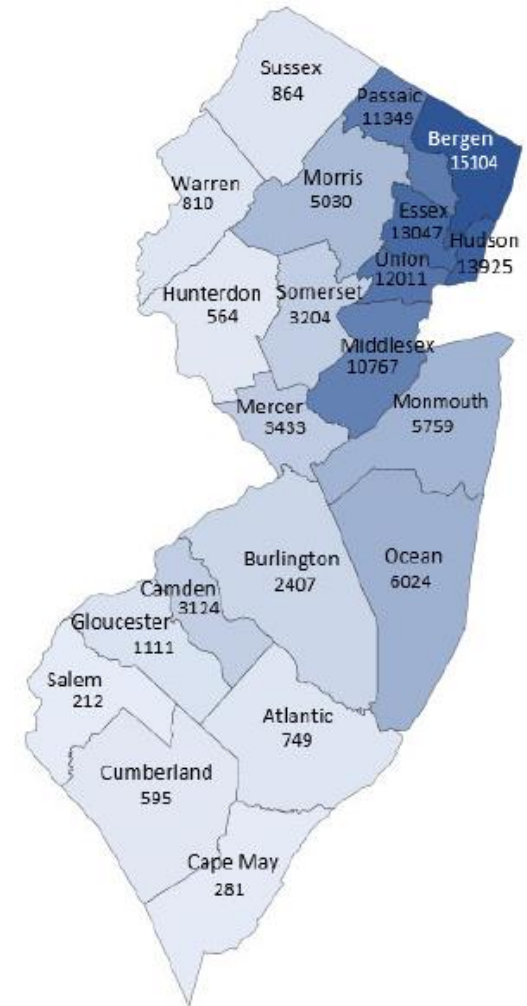 Sussex
864
Passaic
11349
Bergen
15104
Warren
810
Morris
5030
Essex
13047
Hudson
13925
Union
12011
Hunterdon
564
Somerset
3204
Middlesex
10767
Mercer
3433
Monmouth
5759
Burlington
2407
Ocean
6024
Camden
3124
Gloucester
1111
Salem
212
Atlantic
749
Cumberland
595
Cape May
281